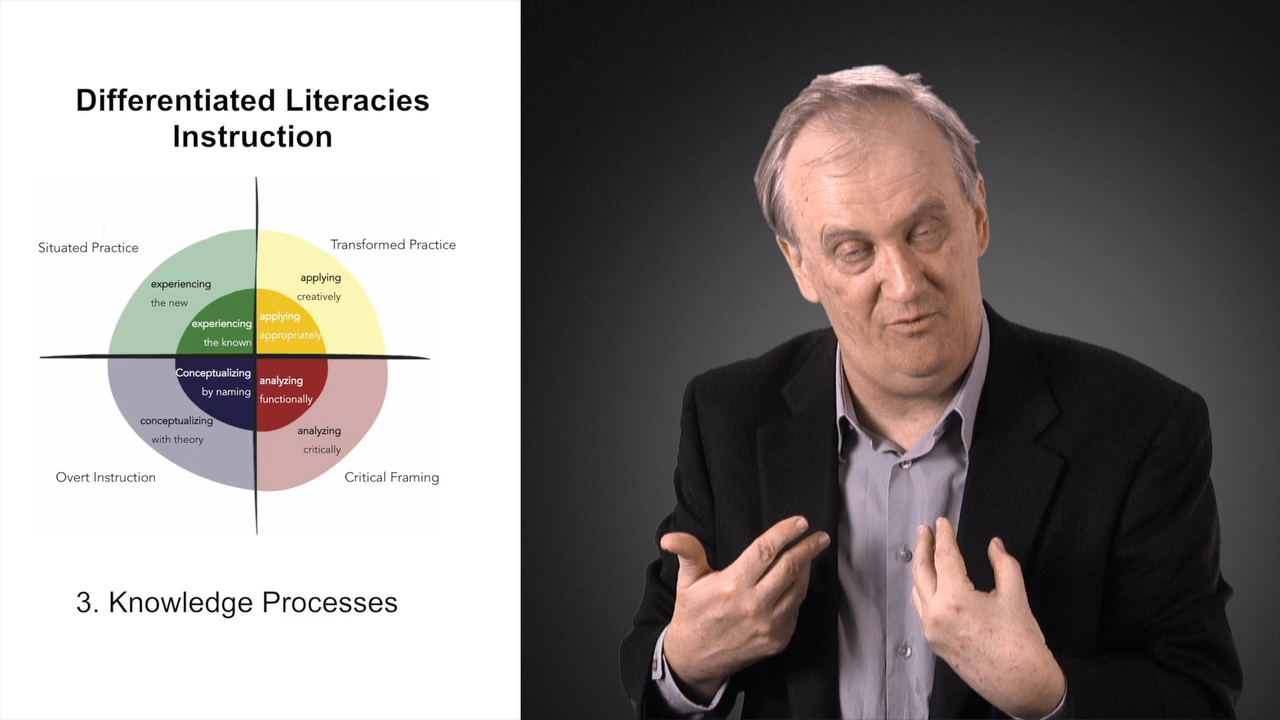 Differentiated Literacies
Instruction
Situated Practice
Transformed Practice
experiencing
the new
applying
creatively
experiencing
the known
applying
appropriately
Conceptualizing
by naming
analyzing
functionally
conceptualizing
with theory
analyzing
critically
Overt Instruction
Critical Framing
3. Knowledge Processes